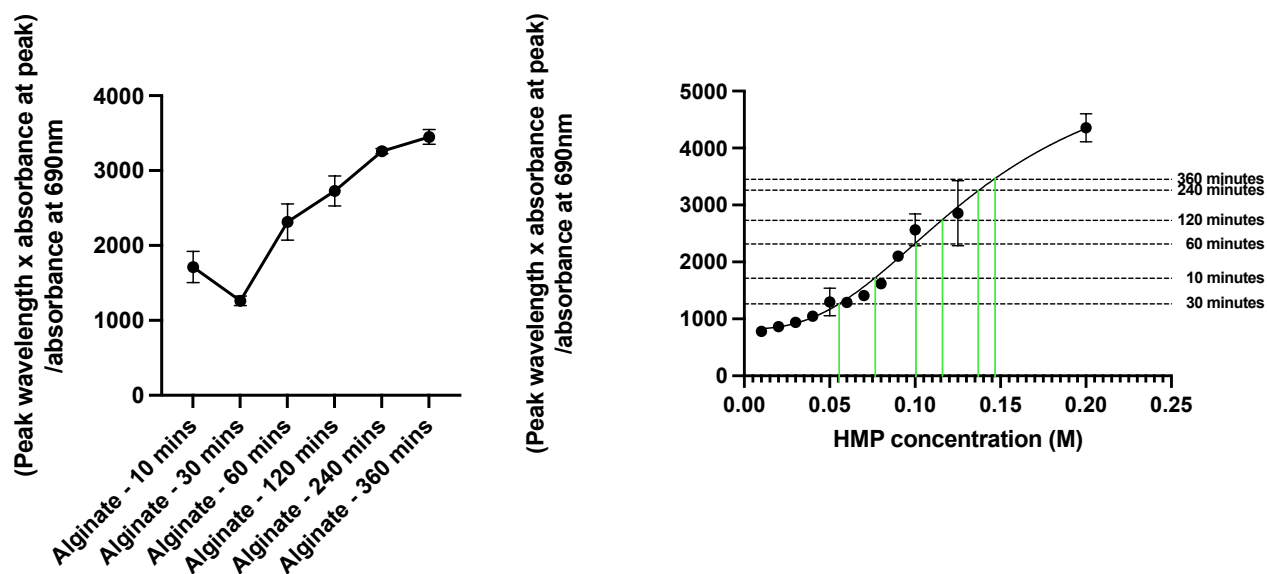 (Peak wavelength x absorbance at peak)
/absorbance at 690nm
4000
3000
2000
1000
0
Alginate - 10 mins
Alginate - 30 mins
Alginate - 60 mins
Alginate - 120 mins
Alginate - 240 mins
Alginate - 360 mins
(Peak wavelength x absorbance at peak)
/absorbance at 690nm
5000
4000
3000
2000
1000
0
0.00
0.05
0.10
0.15
0.20
0.25
HMP concentration (M)
360 minutes
240 minutes
120 minutes
60 minutes
10 minutes
30 minutes